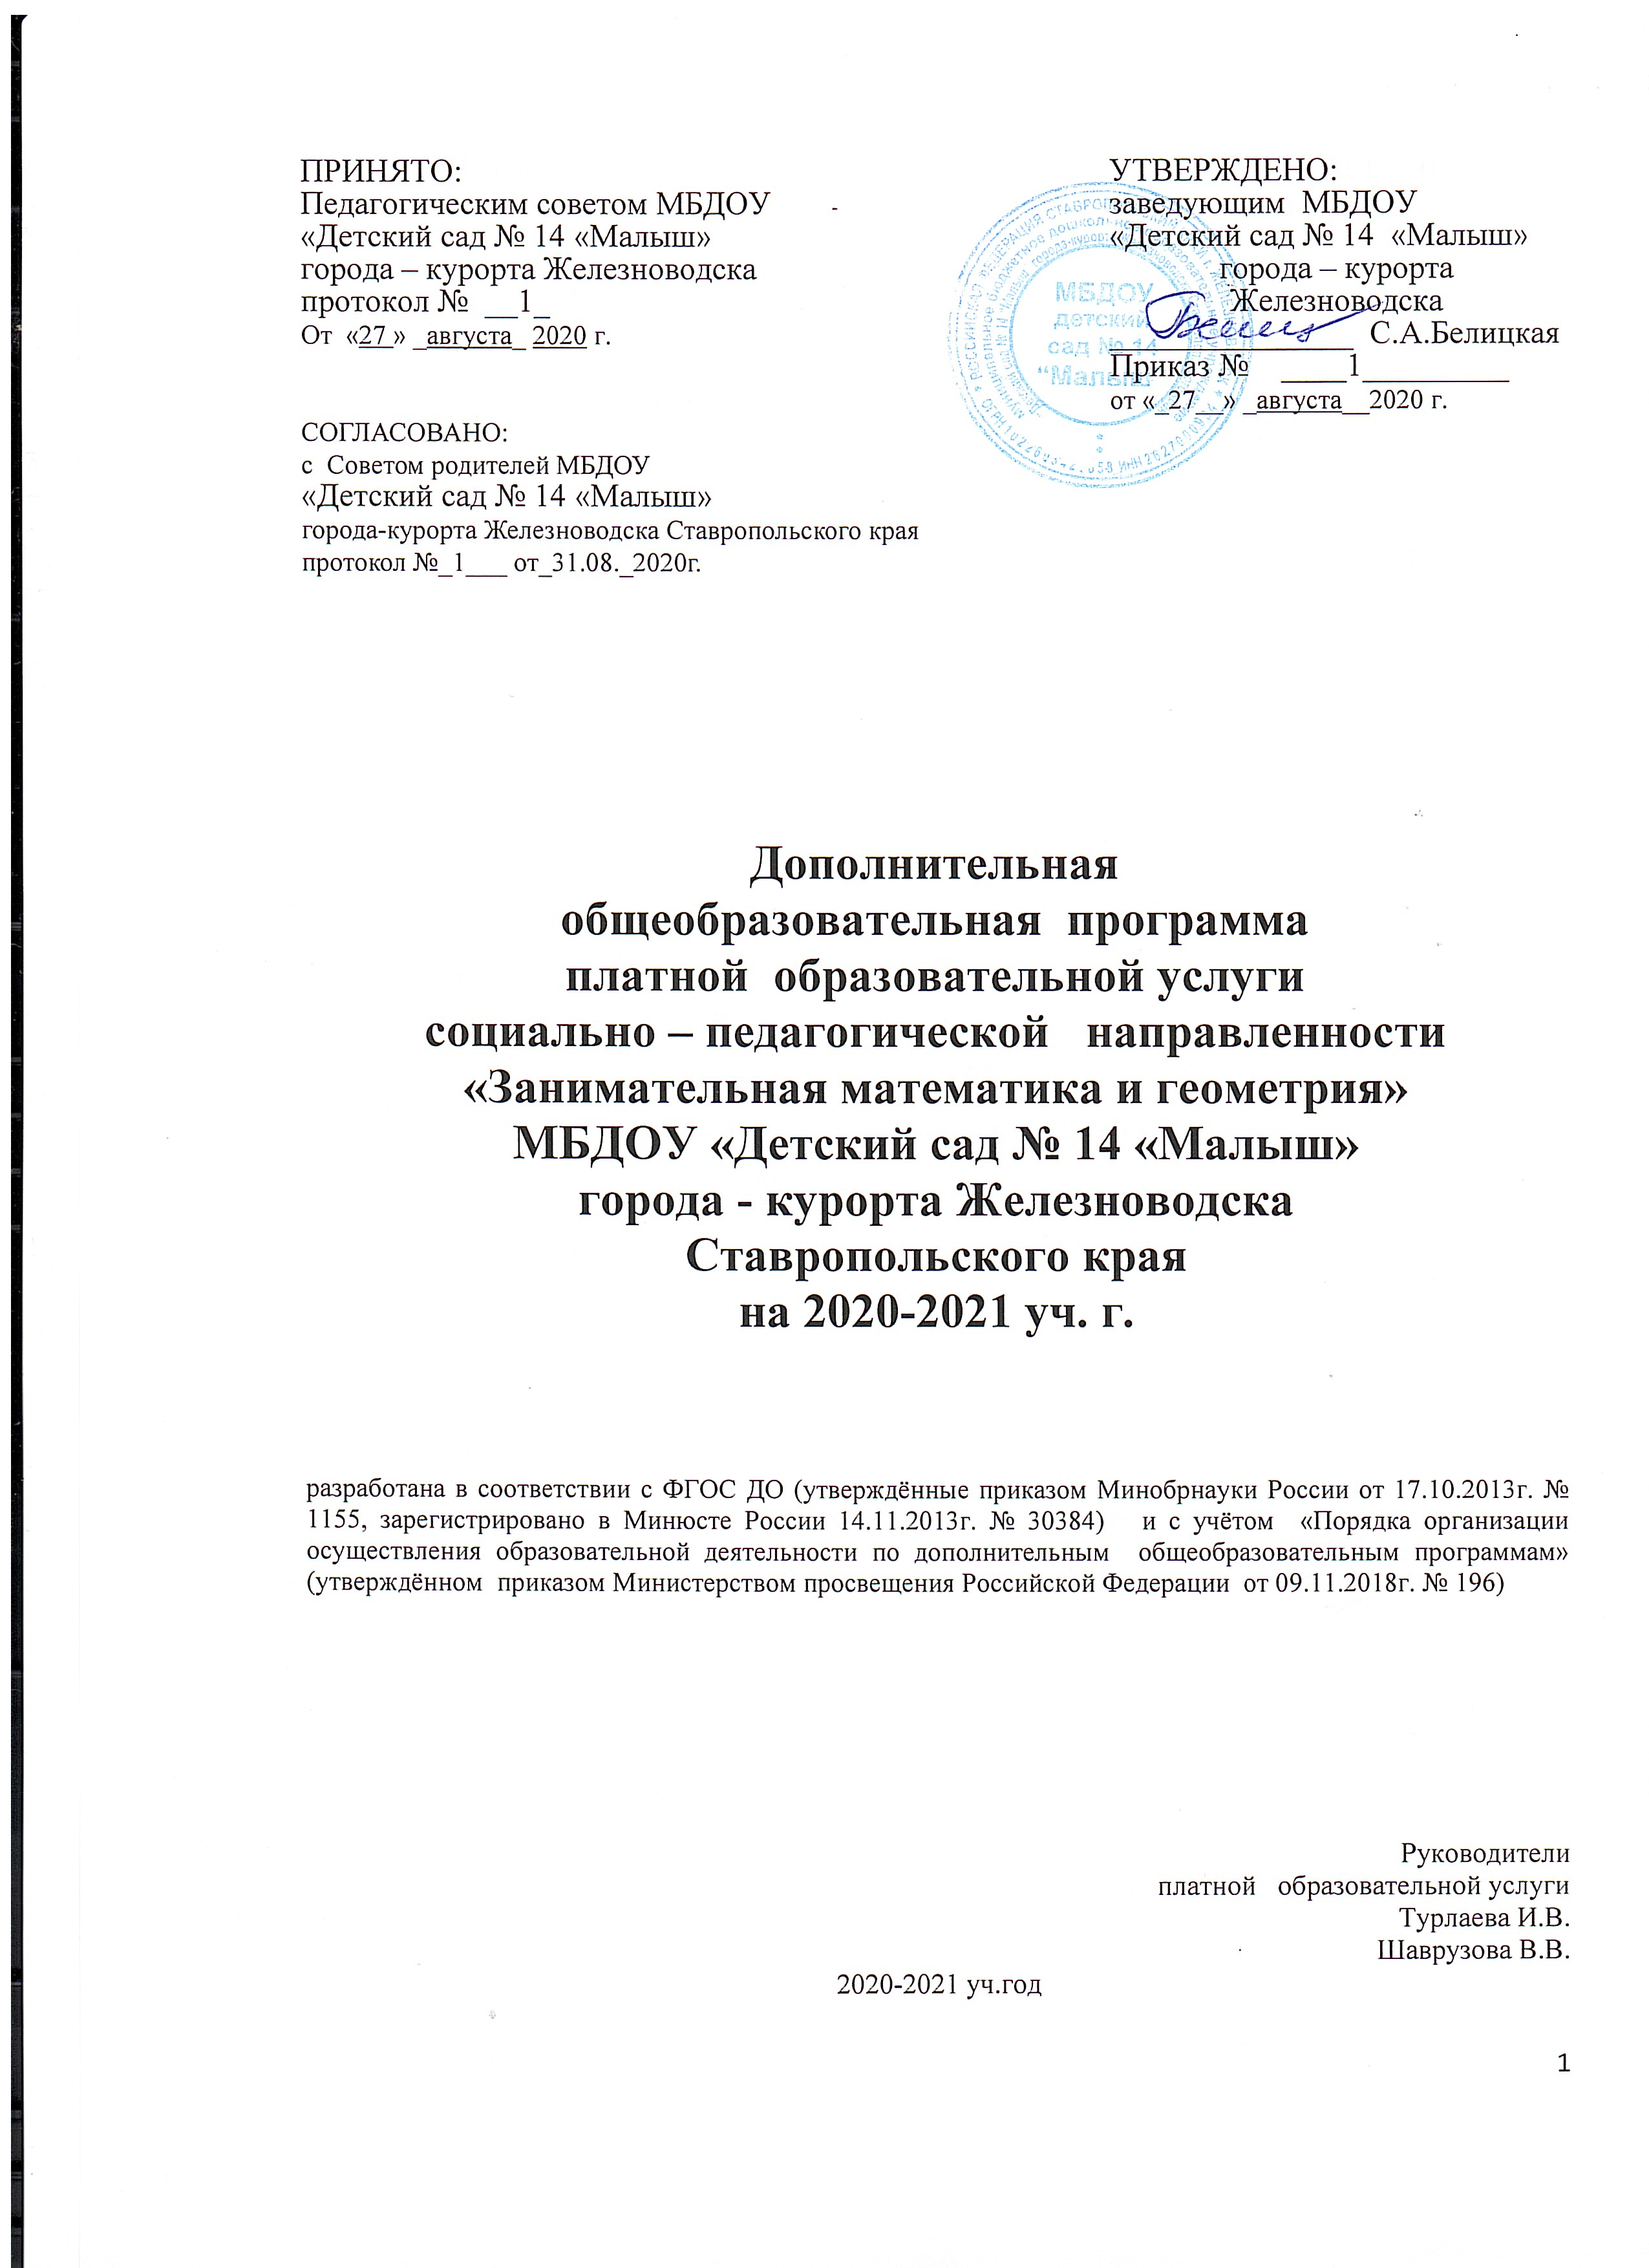 ПРИНЯТО:
Педагогическим советом МБДОУ
«Детский сад № 14 «Малыш»
города – курорта Железноводска
протокол № __1_
От «27 » _августа_ 2020 г.
УТВЕРЖДЕНО:
заведующим МБДОУ
«Детский сад № 14 «Малыш»
города – курорта
Железноводска
_______________ С.А.Белицкая
Приказ № ____1_________
от «_27__» _августа__2020 г.
МБДОУ
детский
сад № 14
“Малыш”
СОГЛАСОВАНО:
с Советом родителей МБДОУ
«Детский сад № 14 «Малыш»
города-курорта Железноводска Ставропольского края
протокол №_1___ от_31.08._2020г.
Дополнительная
общеобразовательная программа
платной образовательной услуги
социально – педагогической направленности
«Занимательная математика и геометрия»
МБДОУ «Детский сад № 14 «Малыш»
города - курорта Железноводска
Ставропольского края
на 2020-2021 уч. г.
разработана в соответствии с ФГОС ДО (утверждённые приказом Минобрнауки России от 17.10.2013г. №
1155, зарегистрировано в Минюсте России 14.11.2013г. № 30384) и с учётом «Порядка организации
осуществления образовательной деятельности по дополнительным общеобразовательным программам»
(утверждённом приказом Министерством просвещения Российской Федерации от 09.11.2018г. № 196)
Руководители
платной образовательной услуги
Турлаева И.В.
Шаврузова В.В.
2020-2021 уч.год
1